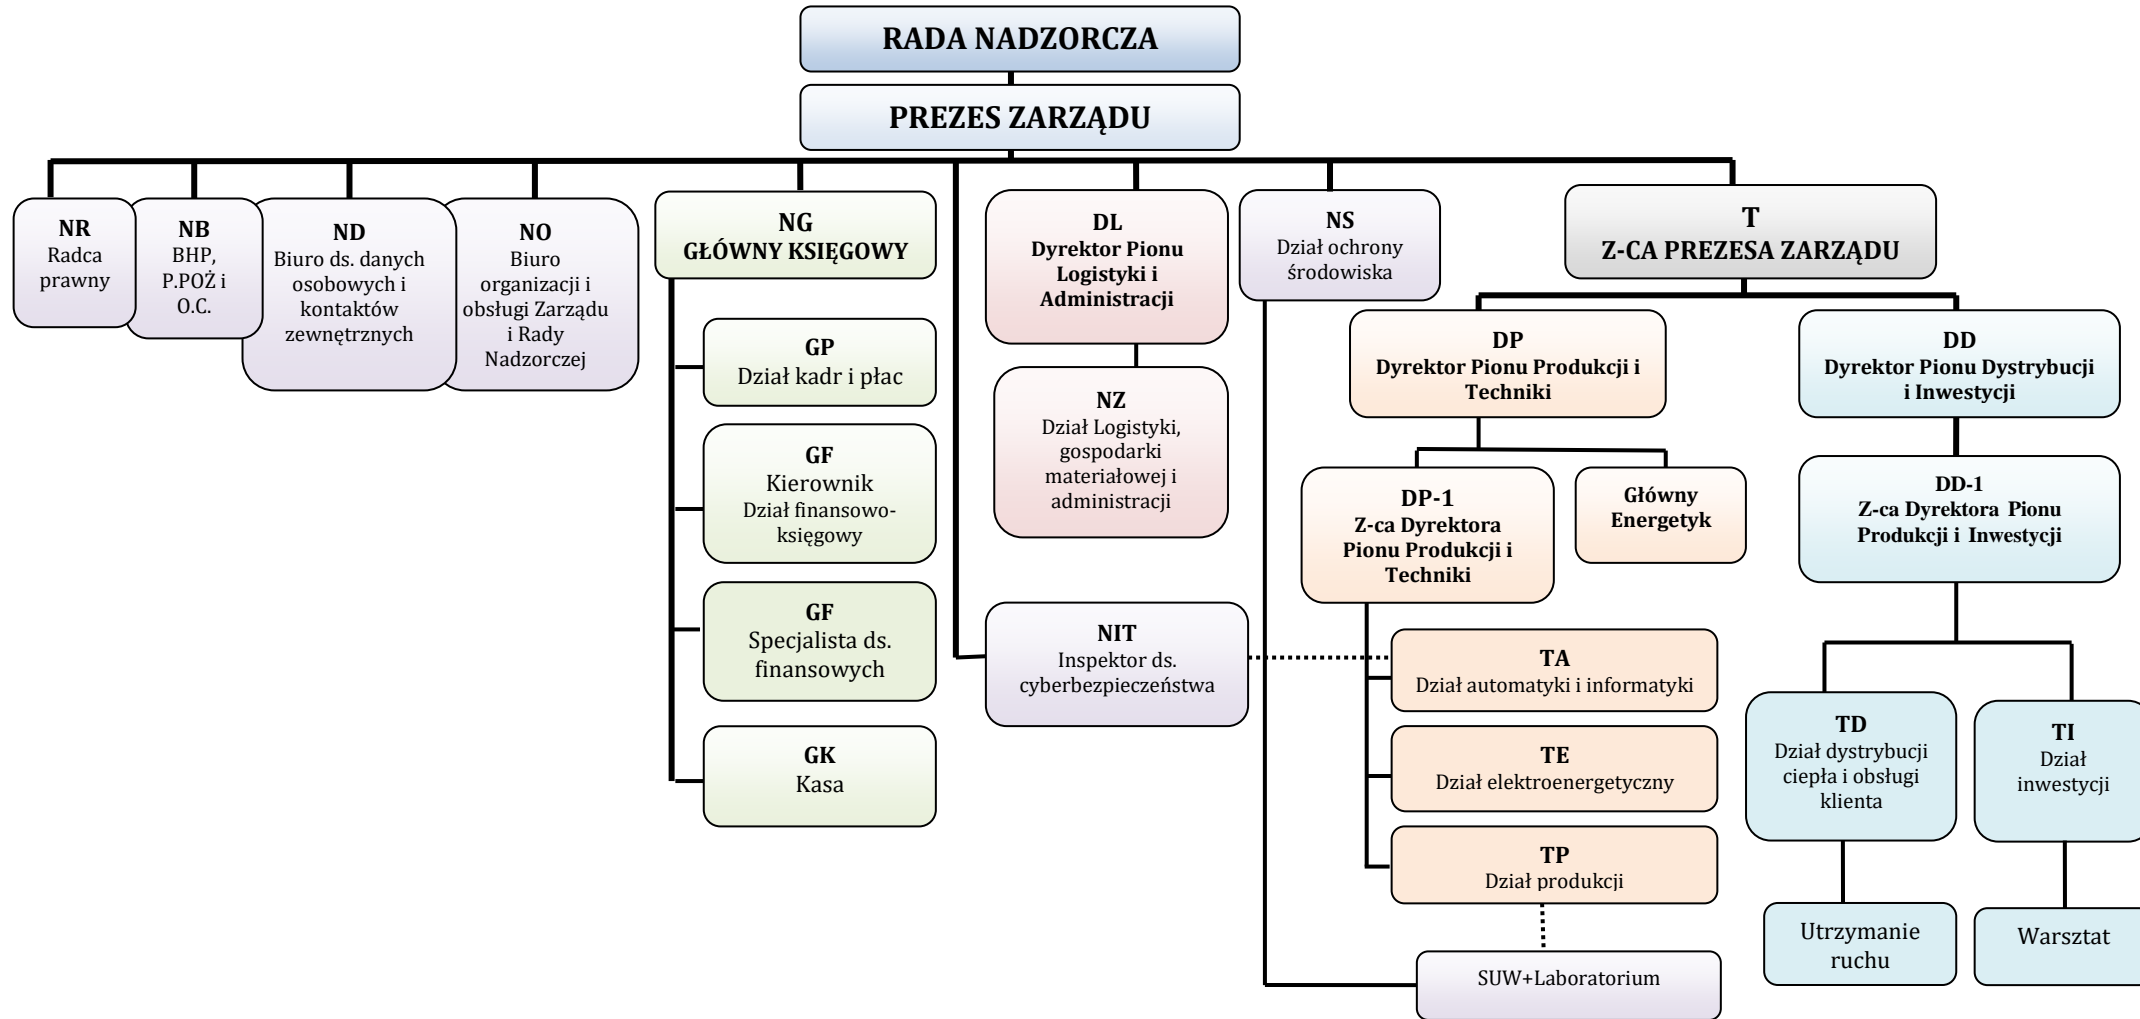 RADA NADZORCZA
PREZES ZARZĄDU
NR
Radca
prawny
NB
BHP,
P.POŻ i
O.C.
ND
Biuro ds. danych
osobowych i
kontaktów
zewnętrznych
NO
Biuro
organizacji i
obsługi Zarządu
i Rady
Nadzorczej
NG
GŁÓWNY KSIĘGOWY
GP
Dział kadr i płac
GF
Kierownik
Dział finansowo-
księgowy
GF
Specjalista ds.
finansowych
GK
Kasa
DL
Dyrektor Pionu
Logistyki i
Administracji
NZ
Dział Logistyki,
gospodarki
materiałowej i
administracji
NIT
Inspektor ds.
cyberbezpieczeństwa
NS
Dział ochrony
środowiska
T
Z-CA PREZESA ZARZĄDU
DP
Dyrektor Pionu Produkcji i
Techniki
DP-1
Z-ca Dyrektora
Pionu Produkcji i
Techniki
Główny
Energetyk
TA
Dział automatyki i informatyki
TE
Dział elektroenergetyczny
TP
Dział produkcji
SUW+Laboratorium
DD
Dyrektor Pionu Dystrybucji
i Inwestycji
DD-1
Z-ca Dyrektora Pionu
Produkcji i Inwestycji
TD
Dział dystrybucji
ciepła i obsługi
klienta
TI
Dział
inwestycji
Utrzymanie
ruchu
Warsztat